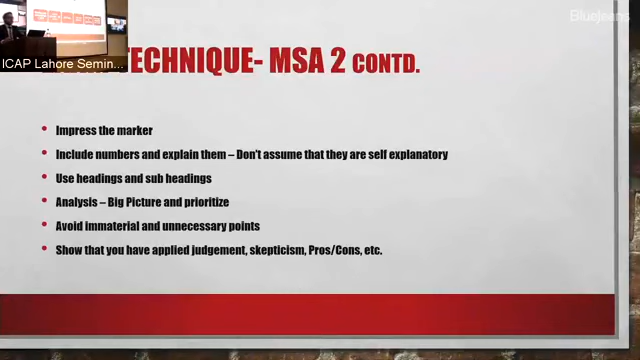 BlueJeans
ICAP Lahore Semin...
TECHNIQUE- MSA 2 CONTD.
• Impress the marker
• Include numbers and explain them – Don't assume that they are self explanatory
• Use headings and sub headings
• Analysis – Big Picture and prioritize
• Avoid immaterial and unnecessary points
• Show that you have applied judgement, skepticism, Pros/Cons, etc.